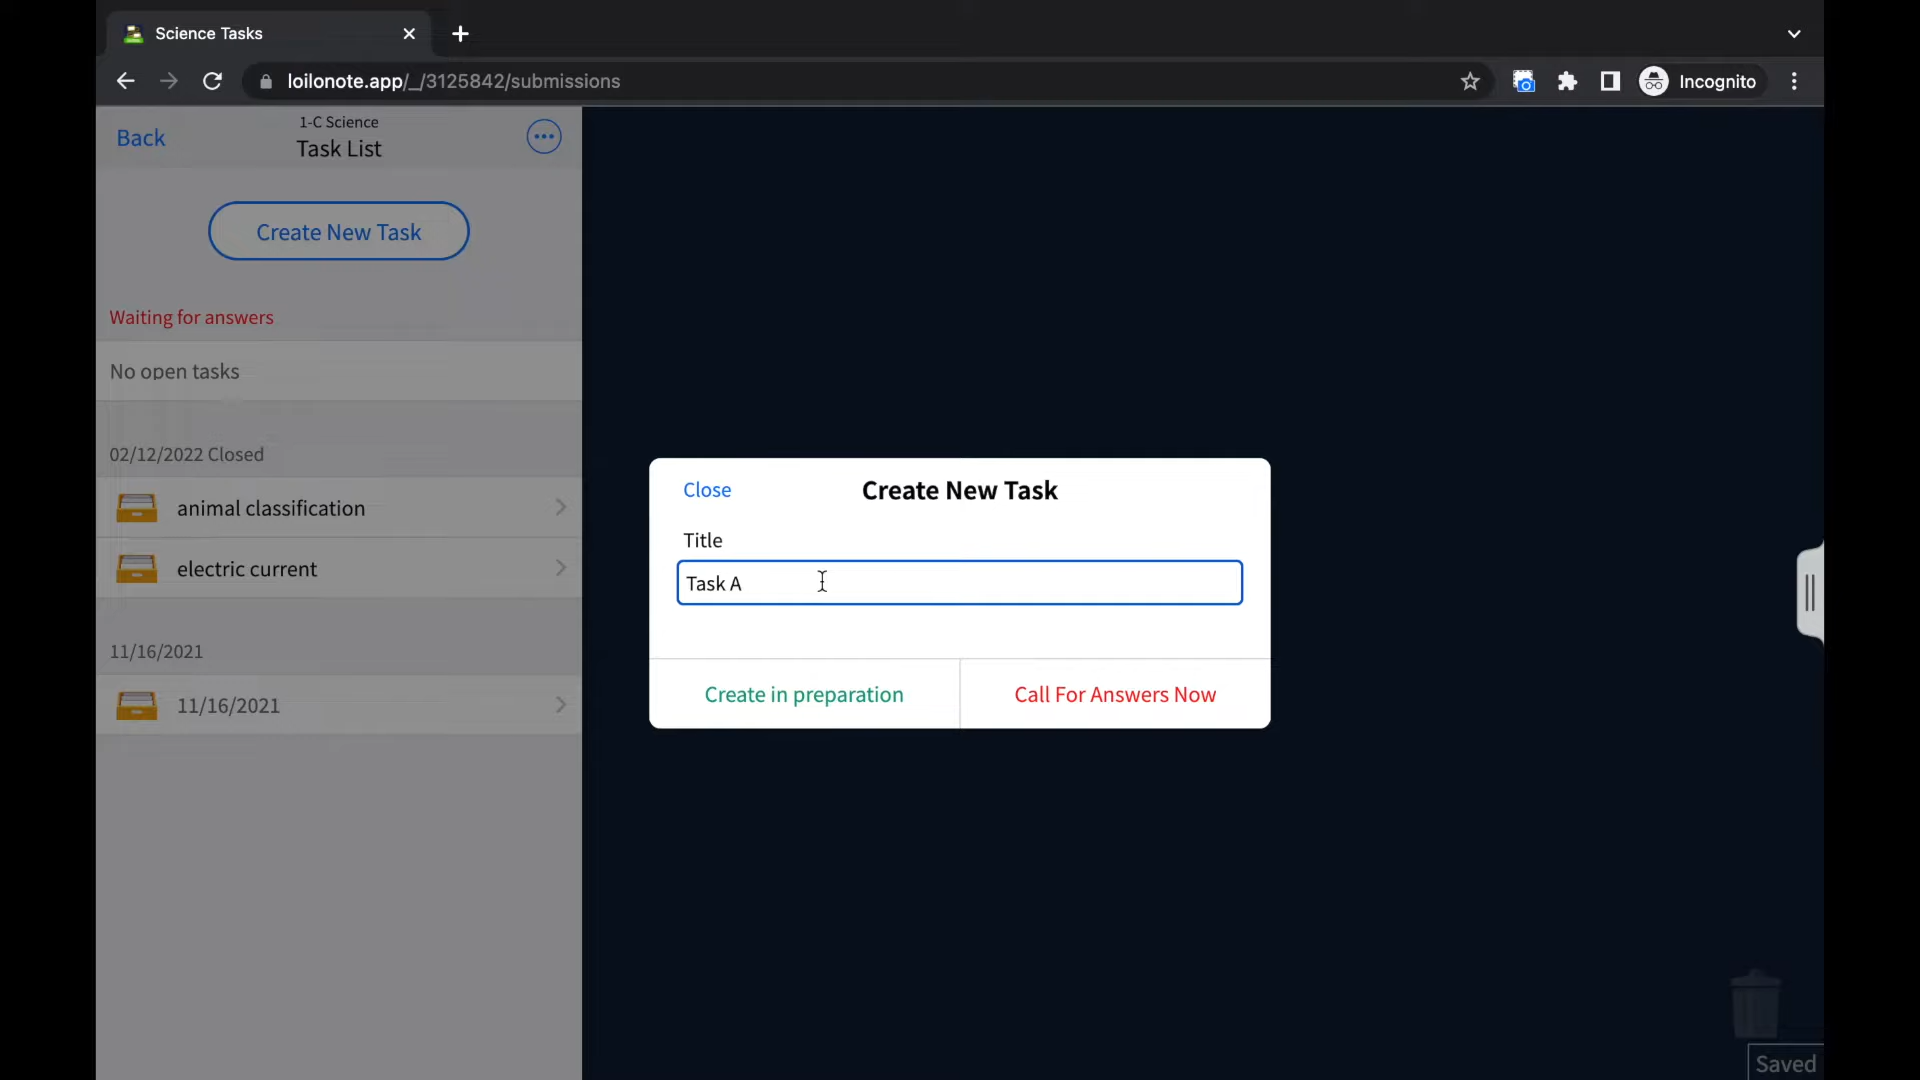 Science Tasks
loilonote.app/_/3125842/submissions
Incognito
Back
1-C Science
Task List
Create New Task
Waiting for answers
No open tasks
02/12/2022 Closed
animal classification
electric current
11/16/2021
11/16/2021
Close
Create New Task
Title
Task A
Create in preparation
Call For Answers Now
Saved